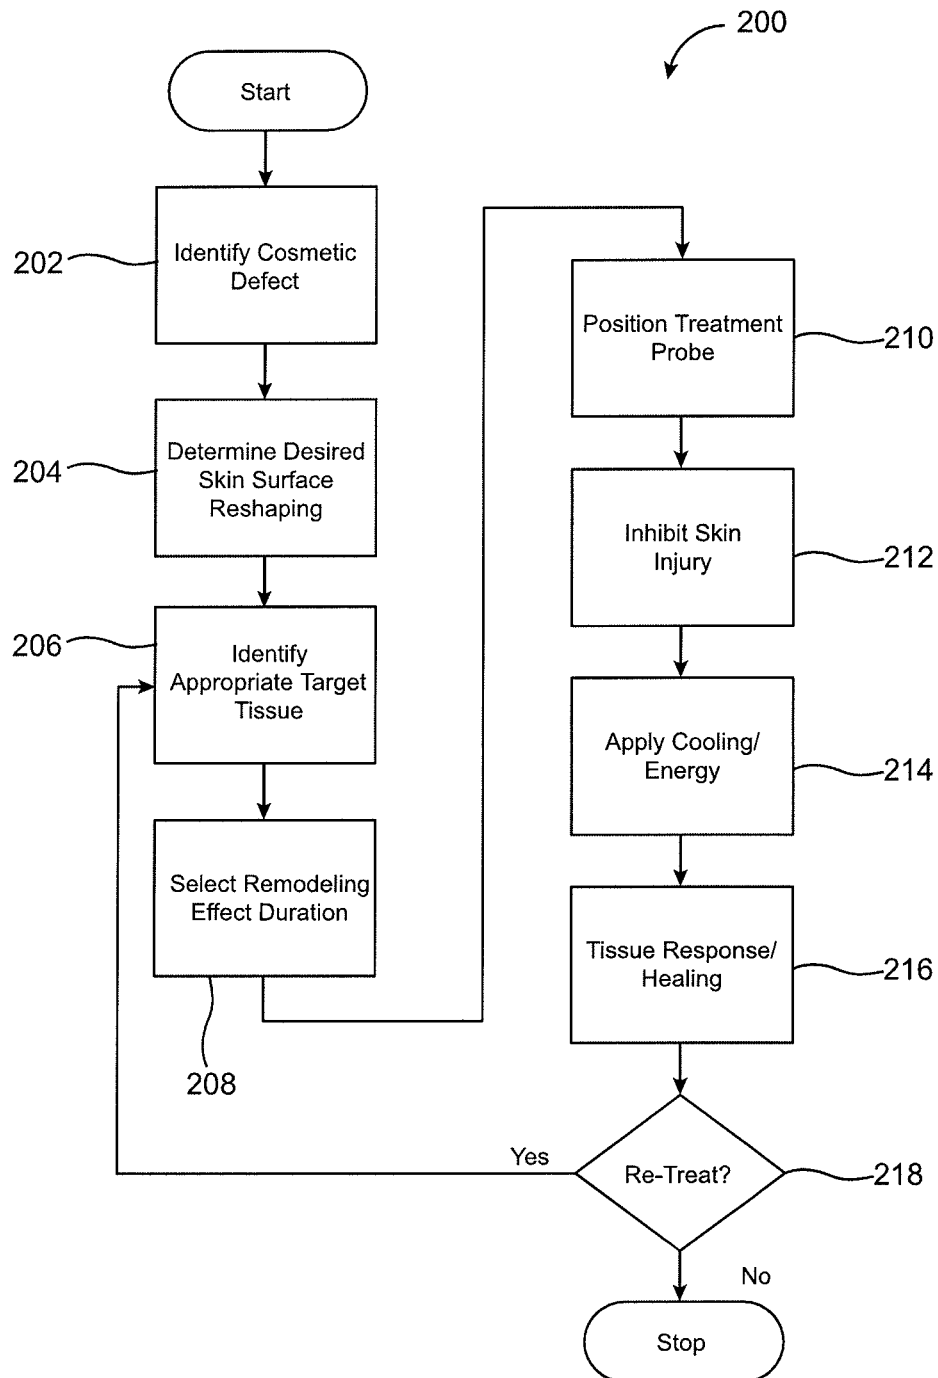 200
Start
202
Identify Cosmetic
Defect
204
Determine Desired
Skin Surface
Reshaping
206
Identify
Appropriate Target
Tissue
Select Remodeling
Effect Duration
208
Position Treatment
Probe
210
Inhibit Skin
Injury
212
Apply Cooling/
Energy
214
Tissue Response/
Healing
216
Yes
Re-Treat?
218
No
Stop